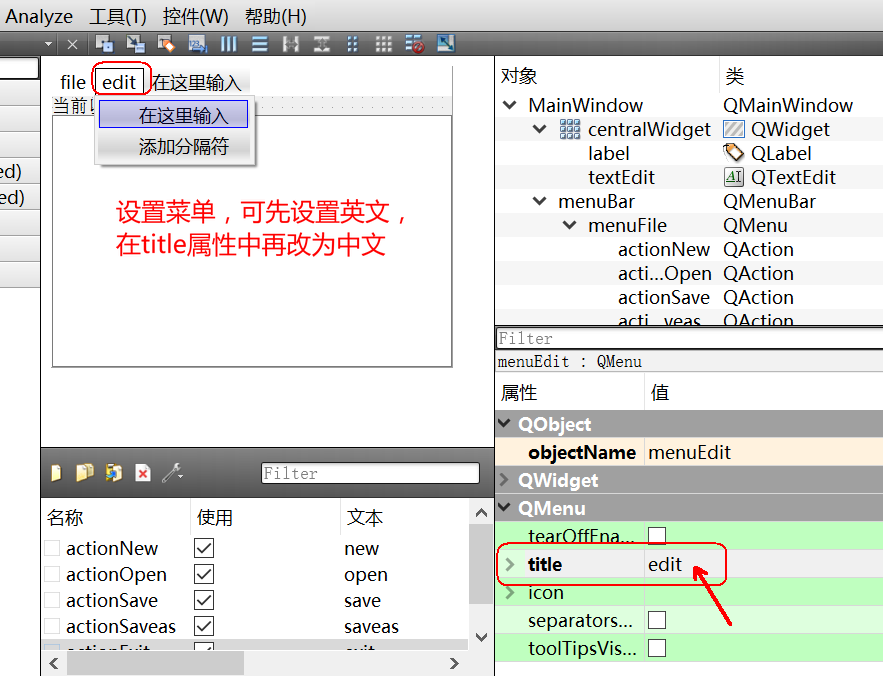 Analyze 工具(T) 控件(W) 帮助(H)
file edit 在这里输入
在这里输入
添加分隔符
设置菜单，可先设置英文，
在title属性中再改为中文
ed)
ed)
对象 类
MainWindow QMainWindow
centralWidget QWidget
label QLabel
textEdit QTextEdit
menuBar QMenuBar
menuFile QMenu
actionNew QAction
acti...Open QAction
actionSave QAction
acti...veas QAction
Filter
menuEdit : QMenu
属性 值
QObject
objectName menuEdit
QWidget
QMenu
tearOffEna...
title edit
icon
separators...
toolTipsVis...
Filter
名称 使用 文本
actionNew new
actionOpen open
actionSave save
actionSaveas saveas
actionExit exit